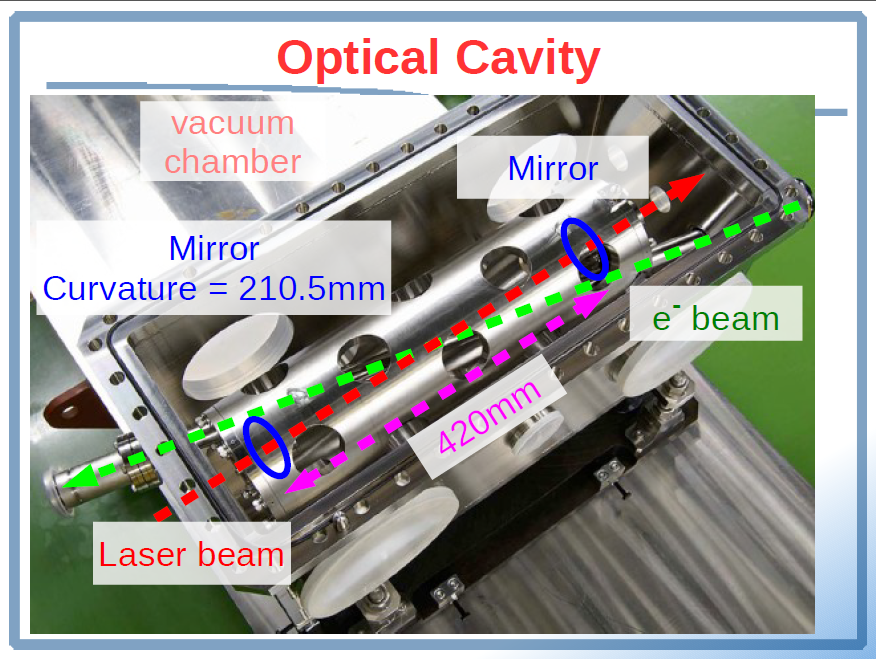 Optical Cavity
vacuum
chamber
Mirror
Mirror
Curvature = 210.5mm
e⁻ beam
420mm
Laser beam